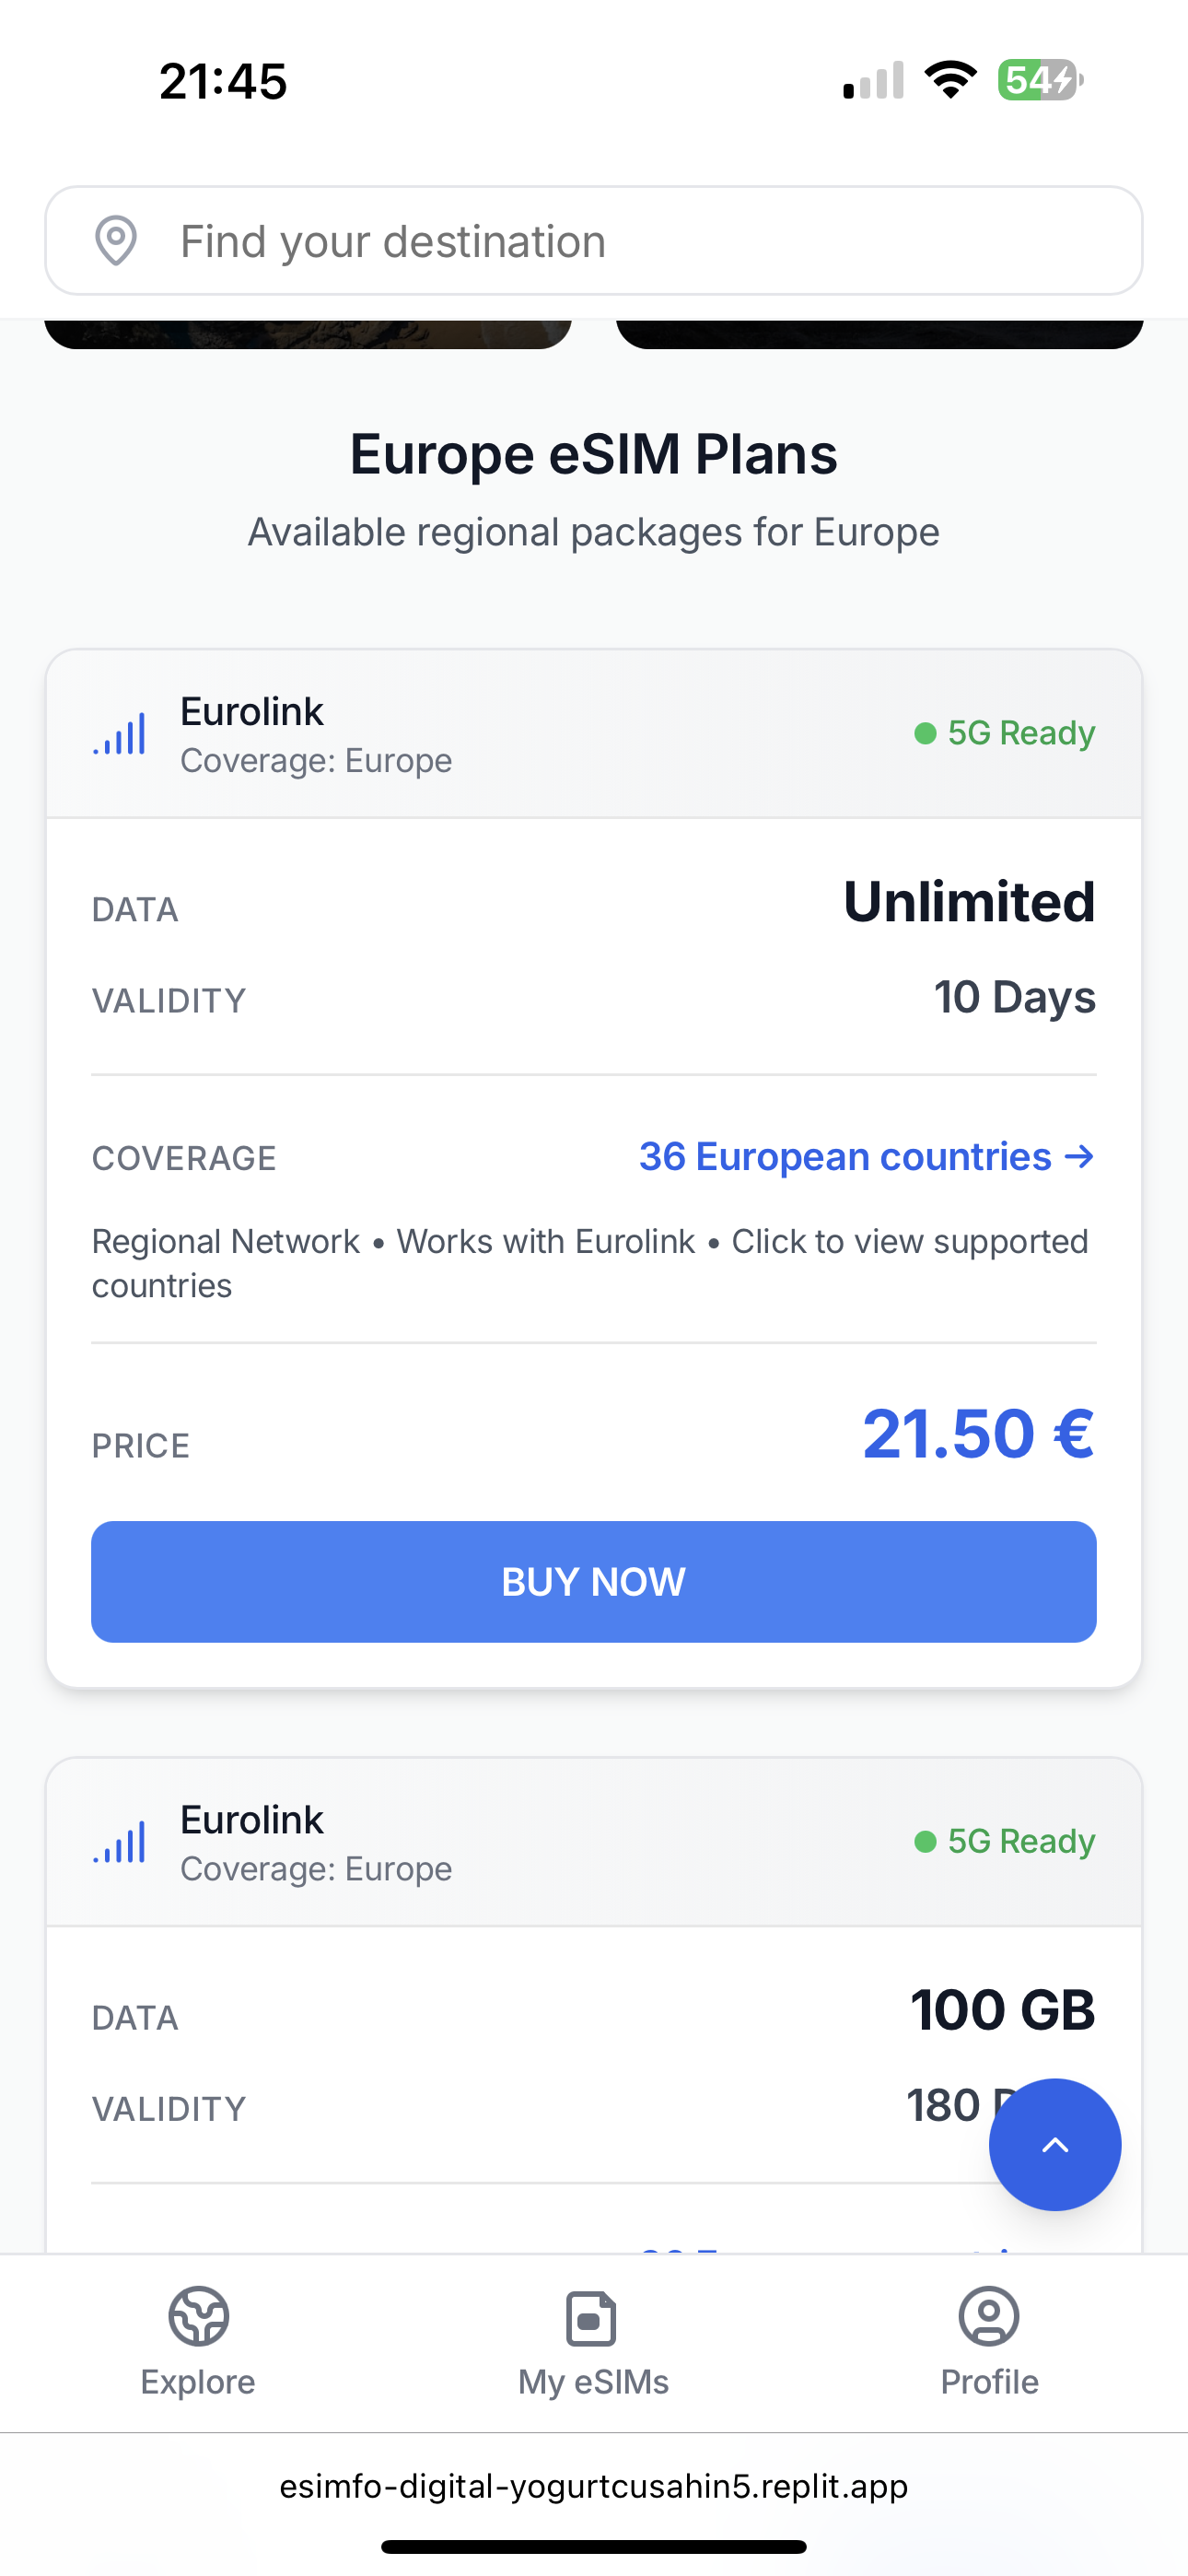 21:45
54
Find your destination
Europe eSIM Plans
Available regional packages for Europe
Eurolink
Coverage: Europe
5G Ready
DATA
Unlimited
VALIDITY
10 Days
COVERAGE
36 European countries →
Regional Network • Works with Eurolink • Click to view supported
countries
PRICE
21.50 €
BUY NOW
Eurolink
Coverage: Europe
5G Ready
DATA
100 GB
VALIDITY
180
Explore
My eSIMs
Profile
esimfo-digital-yogurtcusahin5.replit.app